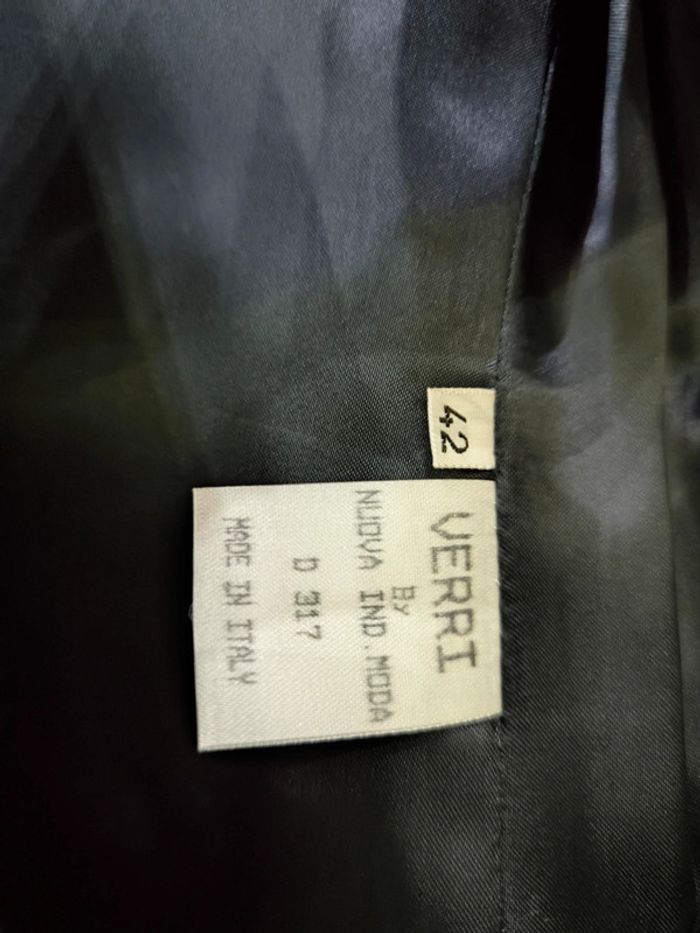 42
VERRI
By
NUOVA IND.MODA
D 317
MADE IN ITALY